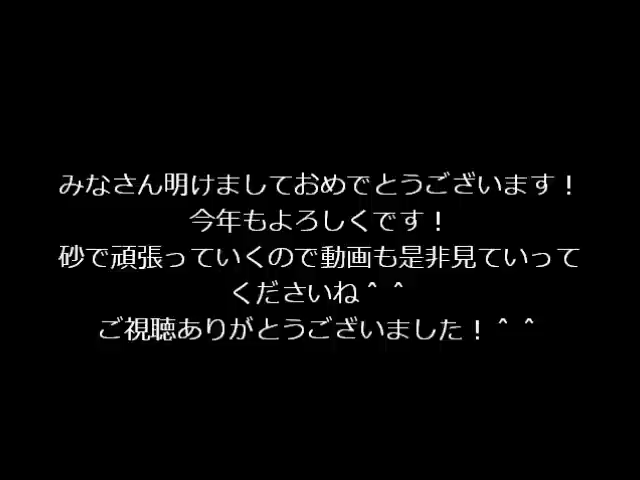 みなさん明けましておめでとうございます！
今年もよろしくです！
砂で頑張っていくので動画も是非見ていって
くださいね＾＾
ご視聴ありがとうございました！＾＾